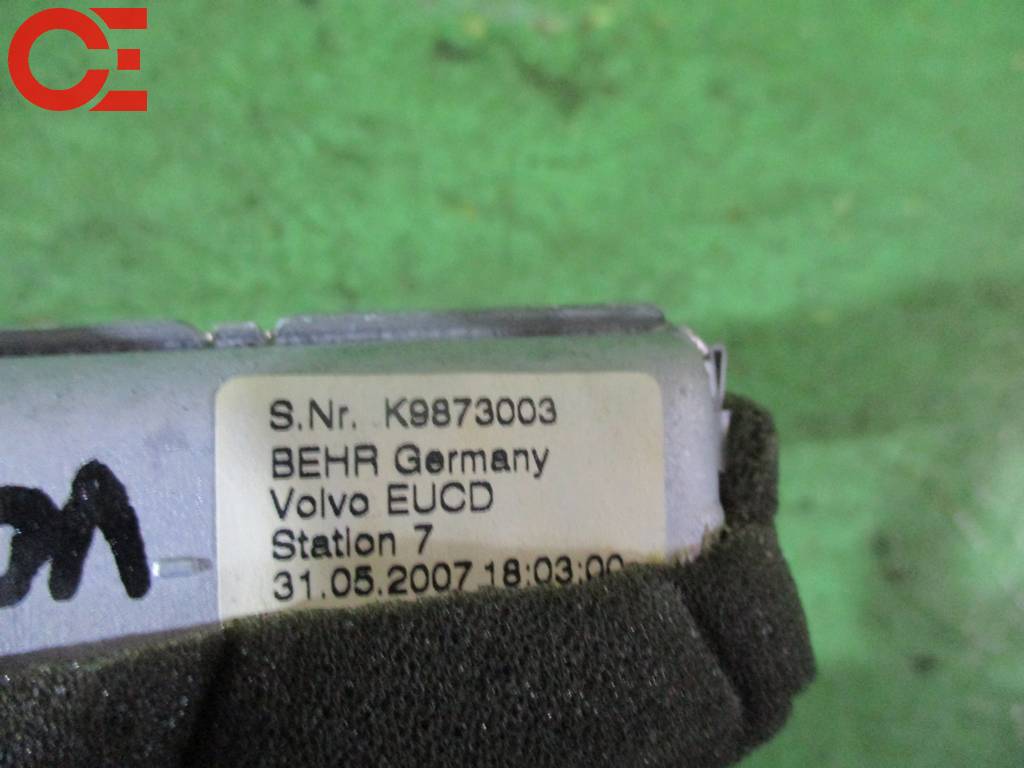 S.Nr. K9873003
BEHR Germany
Volvo EUCD
Station 7
31.05.2007 18:03:00